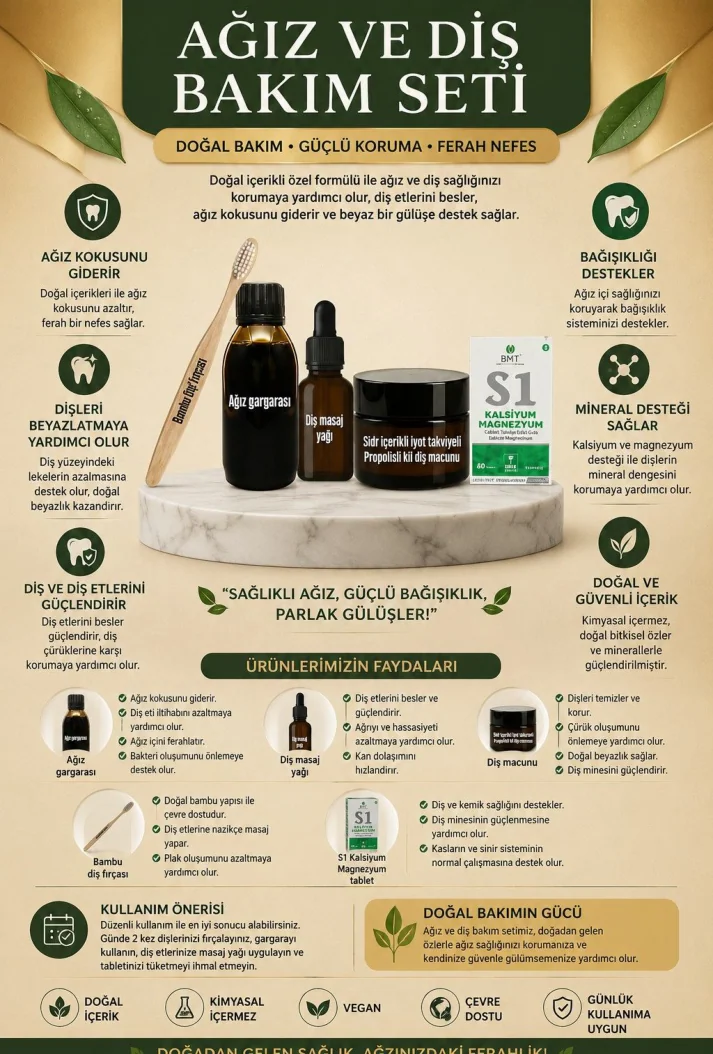 AĞIZ VE DİŞ
BAKIM SETİ
DOĞAL BAKIM • GÜÇLÜ KORUMA • FERAH NEFES
Doğal içerikli özel formülü ile ağız ve diş sağlığınızı
korumaya yardımcı olur, diş etlerini besler,
ağız kokusunu giderir ve beyaz bir gülüşe destek sağlar.
AĞIZ KOKUSUNU
GİDERİR
Doğal içerikleri ile ağız
kokusunu azaltır,
ferah bir nefes sağlar.
DİŞLERİ
BEYAZLATMAYA
YARDIMCI OLUR
Diş yüzeyindeki
lekelerin azalmasına
destek olur, doğal
beyazlık kazandırır.
DİŞ VE DİŞ ETLERİNİ
GÜÇLENDİRİR
Diş etlerini besler
güçlendirir, diş
çürüklerine karşı
korumaya yardımcı olur.
Bambu
Ağız gargarası
Diş masaj
yağı
Sidr içerikli iyot takviyeli
Propolisli kil diş macunu
BMT
S1
KALSİYUM
MAGNEZYUM
60
BAĞIŞIKLIĞI
DESTEKLER
Ağız içi sağlığınızı
koruyarak bağışıklık
sisteminizi destekler.
MİNERAL DESTEĞİ
SAĞLAR
Kalsiyum ve magnezyum
desteği ile dişlerin
mineral dengesini
korumaya yardımcı olur.
DOĞAL VE
GÜVENLİ İÇERİK
Kimyasal içermez,
doğal bitkisel özler
ve minerallerle
güçlendirilmiştir.
“SAĞLIKLI AĞIZ, GÜÇLÜ BAĞIŞIKLIK,
PARLAK GÜLÜŞLER!”
ÜRÜNLERİMİZİN FAYDALARI
Ağız
gargarası
Ağız kokusunu giderir.
Diş eti iltihabını azaltmaya
yardımcı olur.
Ağız içini ferahlatır.
Bakteri oluşumunu önlemeye
destek olur.
Diş masaj
yağı
Diş etlerini besler ve
güçlendirir.
Ağrıyı ve hassasiyeti
azaltmaya yardımcı olur.
Kan dolaşımını
hızlandırır.
Diş macunu
Dişleri temizler ve
korur.
Çürük oluşumunu
önlemeye yardımcı olur.
Doğal beyazlık sağlar.
Diş minesini güçlendirir.
Bambu
diş fırçası
Doğal bambu yapısı ile
çevre dostudur.
Diş etlerine nazikçe masaj
yapar.
Plak oluşumunu azaltmaya
yardımcı olur.
S1
S1 Kalsiyum
Magnezyum
tablet
Diş ve kemik sağlığını destekler.
Diş minesinin güçlenmesine
yardımcı olur.
Kasların ve sinir sisteminin
normal çalışmasına destek olur.
KULLANIM ÖNERİSİ
Düzenli kullanım ile en iyi sonucu alabilirsiniz.
Günde 2 kez dişlerinizi fırçalayınız, gargarayı
kullanın, diş etlerinize masaj yağı uygulayın ve
tabletinizi tüketmeyi ihmal etmeyin.
DOĞAL BAKIMIN GÜCÜ
Ağız ve diş bakım setimiz, doğadan gelen
özlerle ağız sağlığınızı korumanıza ve
kendinize güvenle gülümsemenize yardımcı olur.
DOĞAL
İÇERİK
KİMYASAL
İÇERMEZ
VEGAN
ÇEVRE
DOSTU
GÜNLÜK
KULLANIMA
UYGUN
DOĞADAN GELEN SAĞLIK, AĞZINIZDAKİ FERAHLIK!